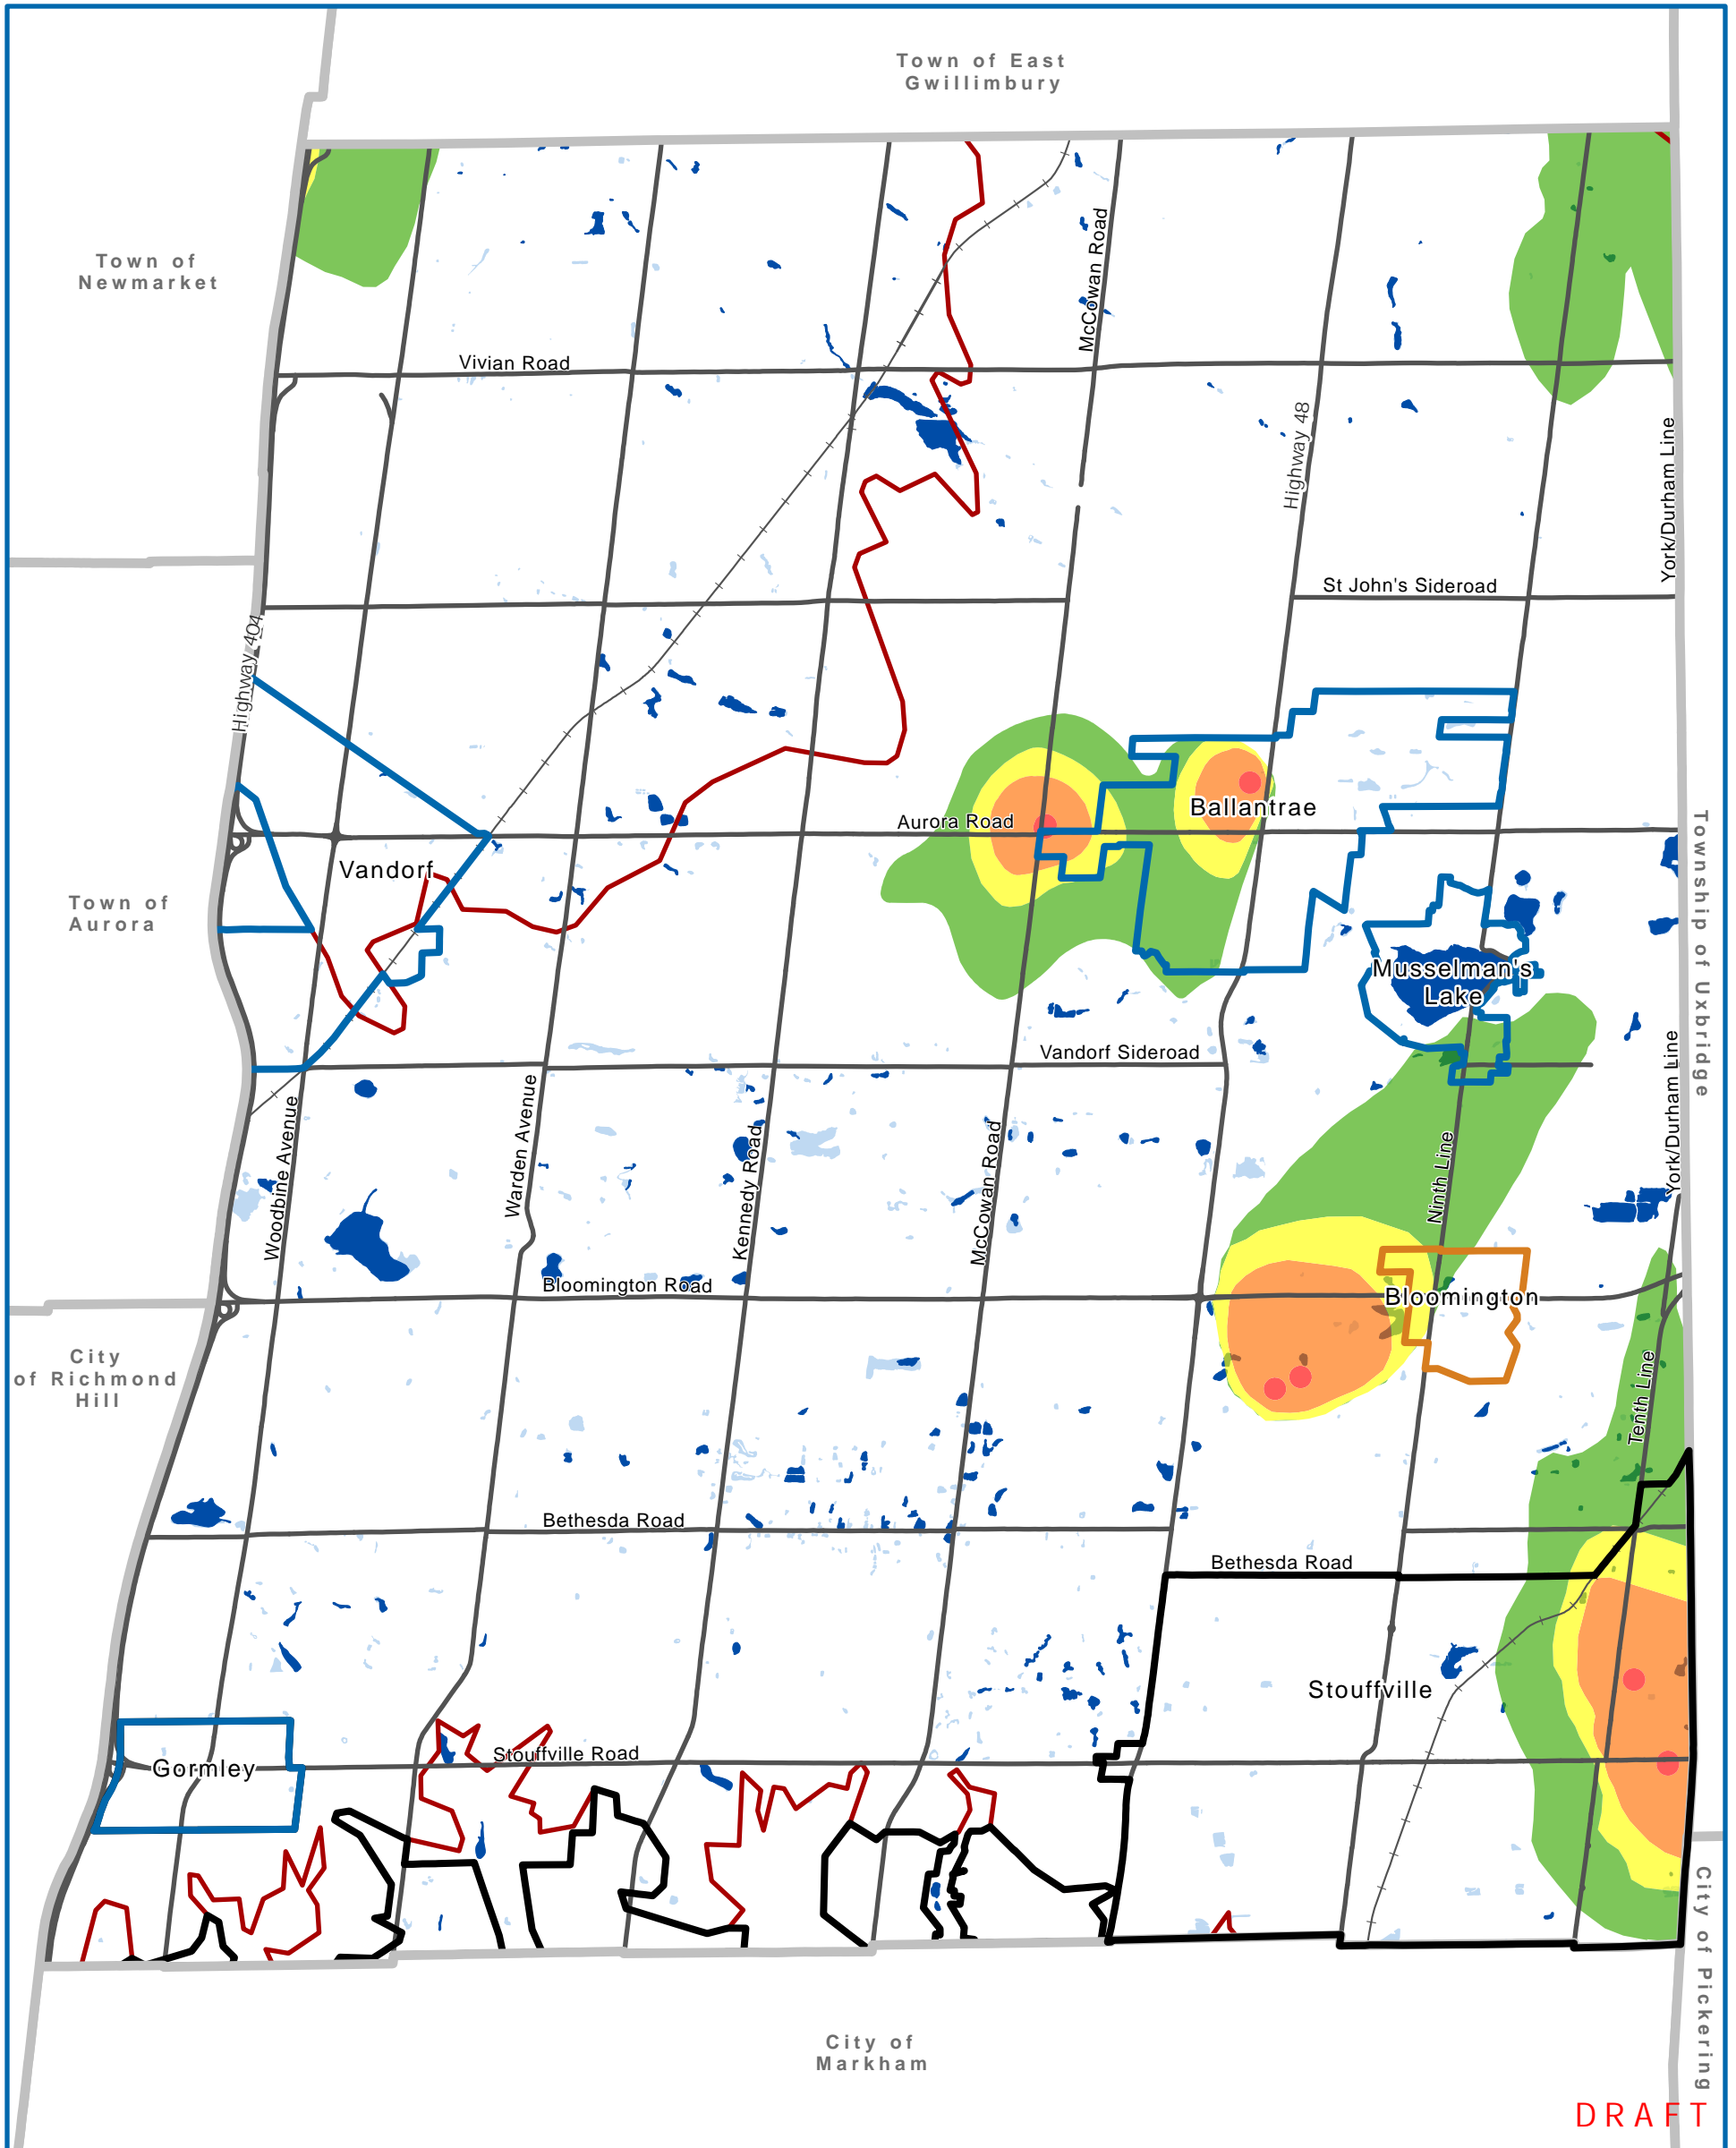 Town of East
Gwillimbury
Town of
Newmarket
McCowan Road
Vivian Road
Highway 48
York/Durham Line
St John's Sideroad
Highway 404
Ballantrae
Aurora Road
Vandorf
Town of
Aurora
Township of Uxbridge
Musselman's
Lake
Vandorf Sideroad
York/Durham Line
Woodbine Avenue
Warden Avenue
Kennedy Road
McCowan Road
Ninth Line
Bloomington Road
Bloomington
City
of Richmond
Hill
Tenth Line
Bethesda Road
Bethesda Road
Stouffville
Stouffville Road
Gormley
City of Pickering
City of
Markham
DRAFT